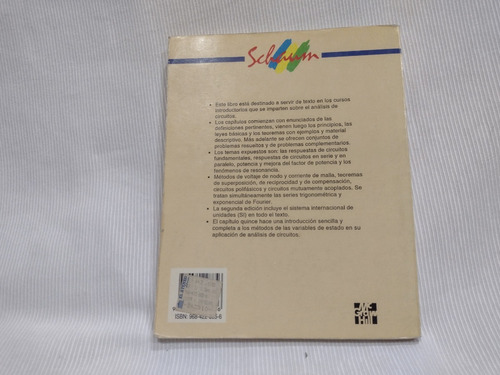 Schaum
• Este libro está destinado a servir de texto en los cursos
introductorios que se imparten sobre el análisis de
circuitos.
• Los capítulos comienzan con enunciados de las
definiciones pertinentes, vienen luego los principios, las
leyes básicas y los teoremas con ejemplos y material
descriptivo. Más adelante se ofrecen conjuntos de
problemas resueltos y de problemas complementarios.
• Los temas expuestos son: las respuestas de circuitos
fundamentales, respuestas de circuitos en serie y en
paralelo, potencia y mejora del factor de potencia y los
fenómenos de resonancia.
• Métodos de voltaje de nodo y corriente de malla, teoremas
de superposición, de reciprocidad y de compensación,
circuitos polifásicos y circuitos mutuamente acoplados. Se
tratan simultáneamente las series trigonométrica y
exponencial de Fourier.
• La segunda edición incluye el sistema internacional de
unidades (SI) en todo el texto.
• El capítulo quince hace una introducción sencilla y
completa a los métodos de las variables de estado en su
aplicación de análisis de circuitos;
ISBN: 968-422-
Mc
Graw
Hill